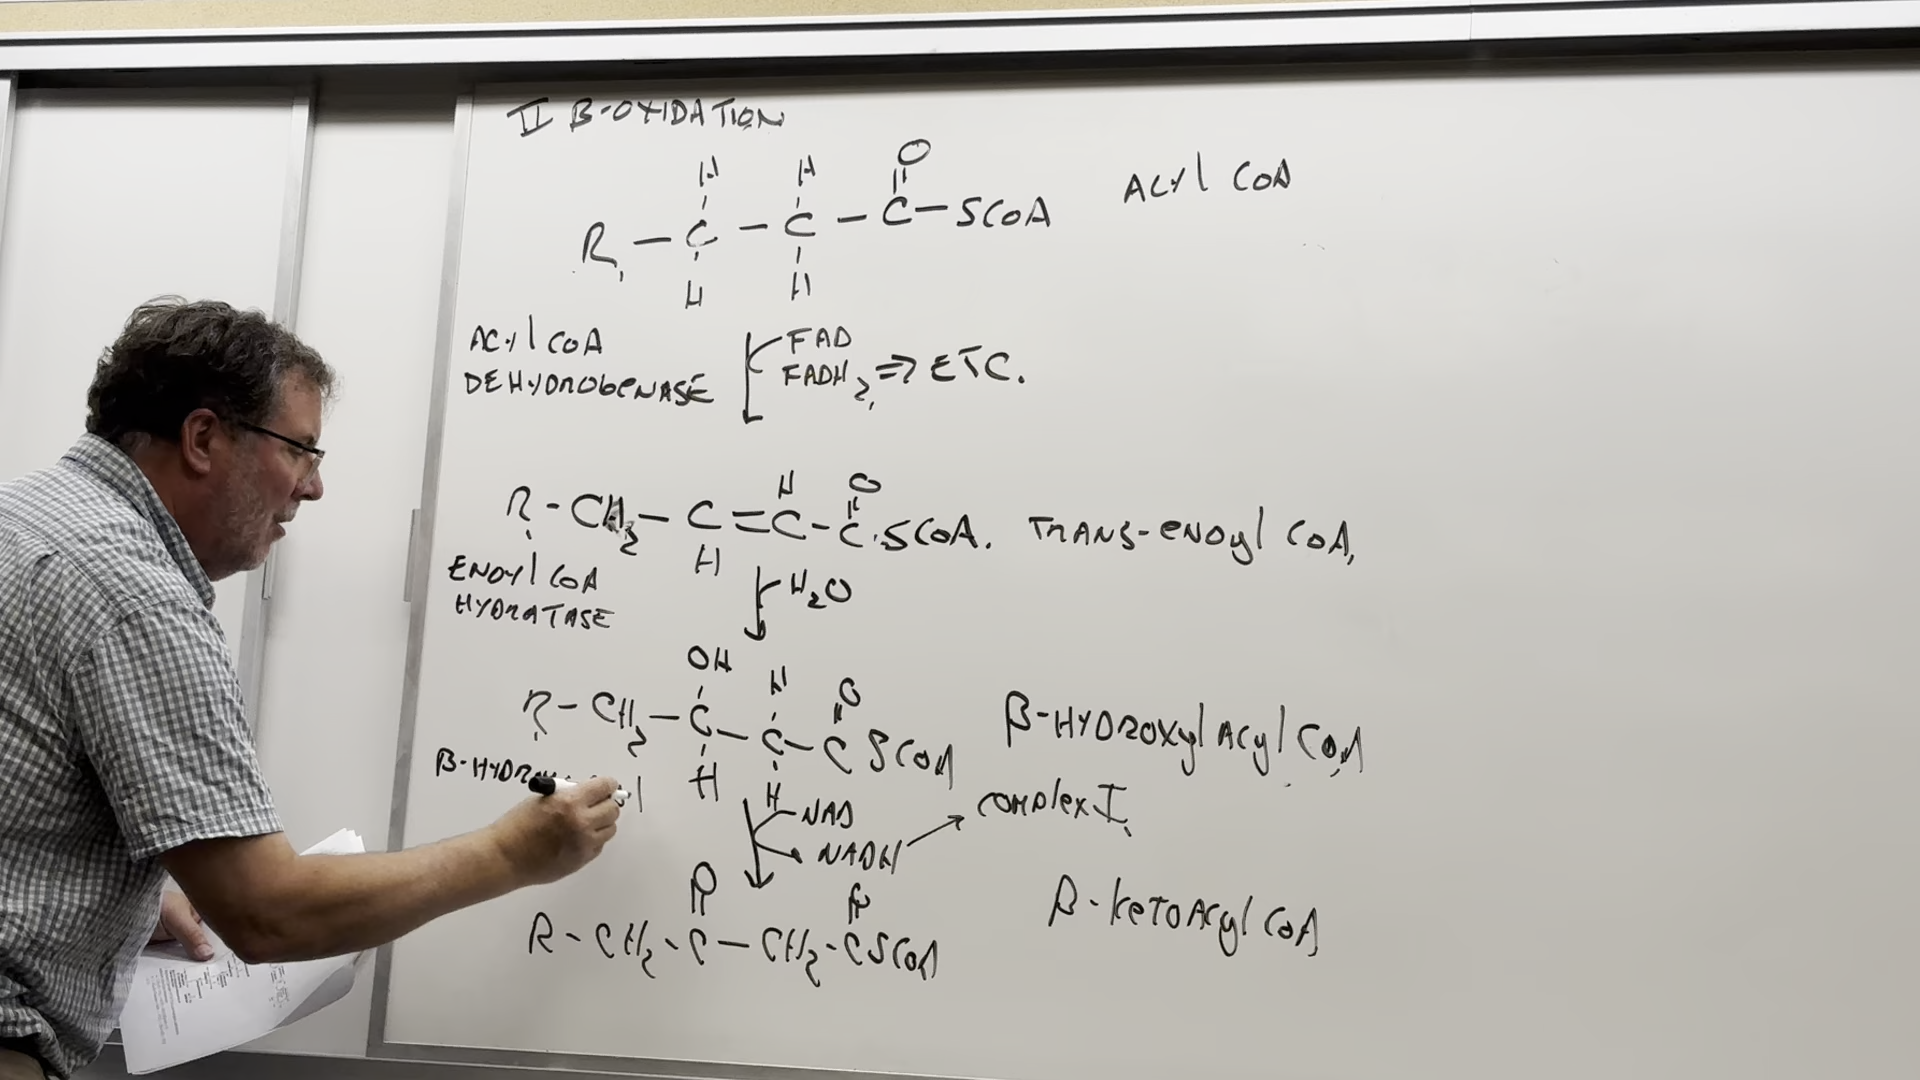 II B-OXIDATION
H H O
R - C - C - C - SCoA ACyl CoA
H H
ACyl CoA
DEHYDROGENASE
FAD
FADH2 => ETC.
H O
R - CH2 - C = C - C - SCoA. TRANS-ENOyl CoA,
H
ENOyl CoA
HYDRATASE
H2O
OH H O
R - CH2 - C - C - C SCoA β-HYDROXYl ACyl CoA
H H
NAD
NADH → COMPLEX I
O O
R - CH2 - C - CH2 - C SCoA β-KETOACyl CoA